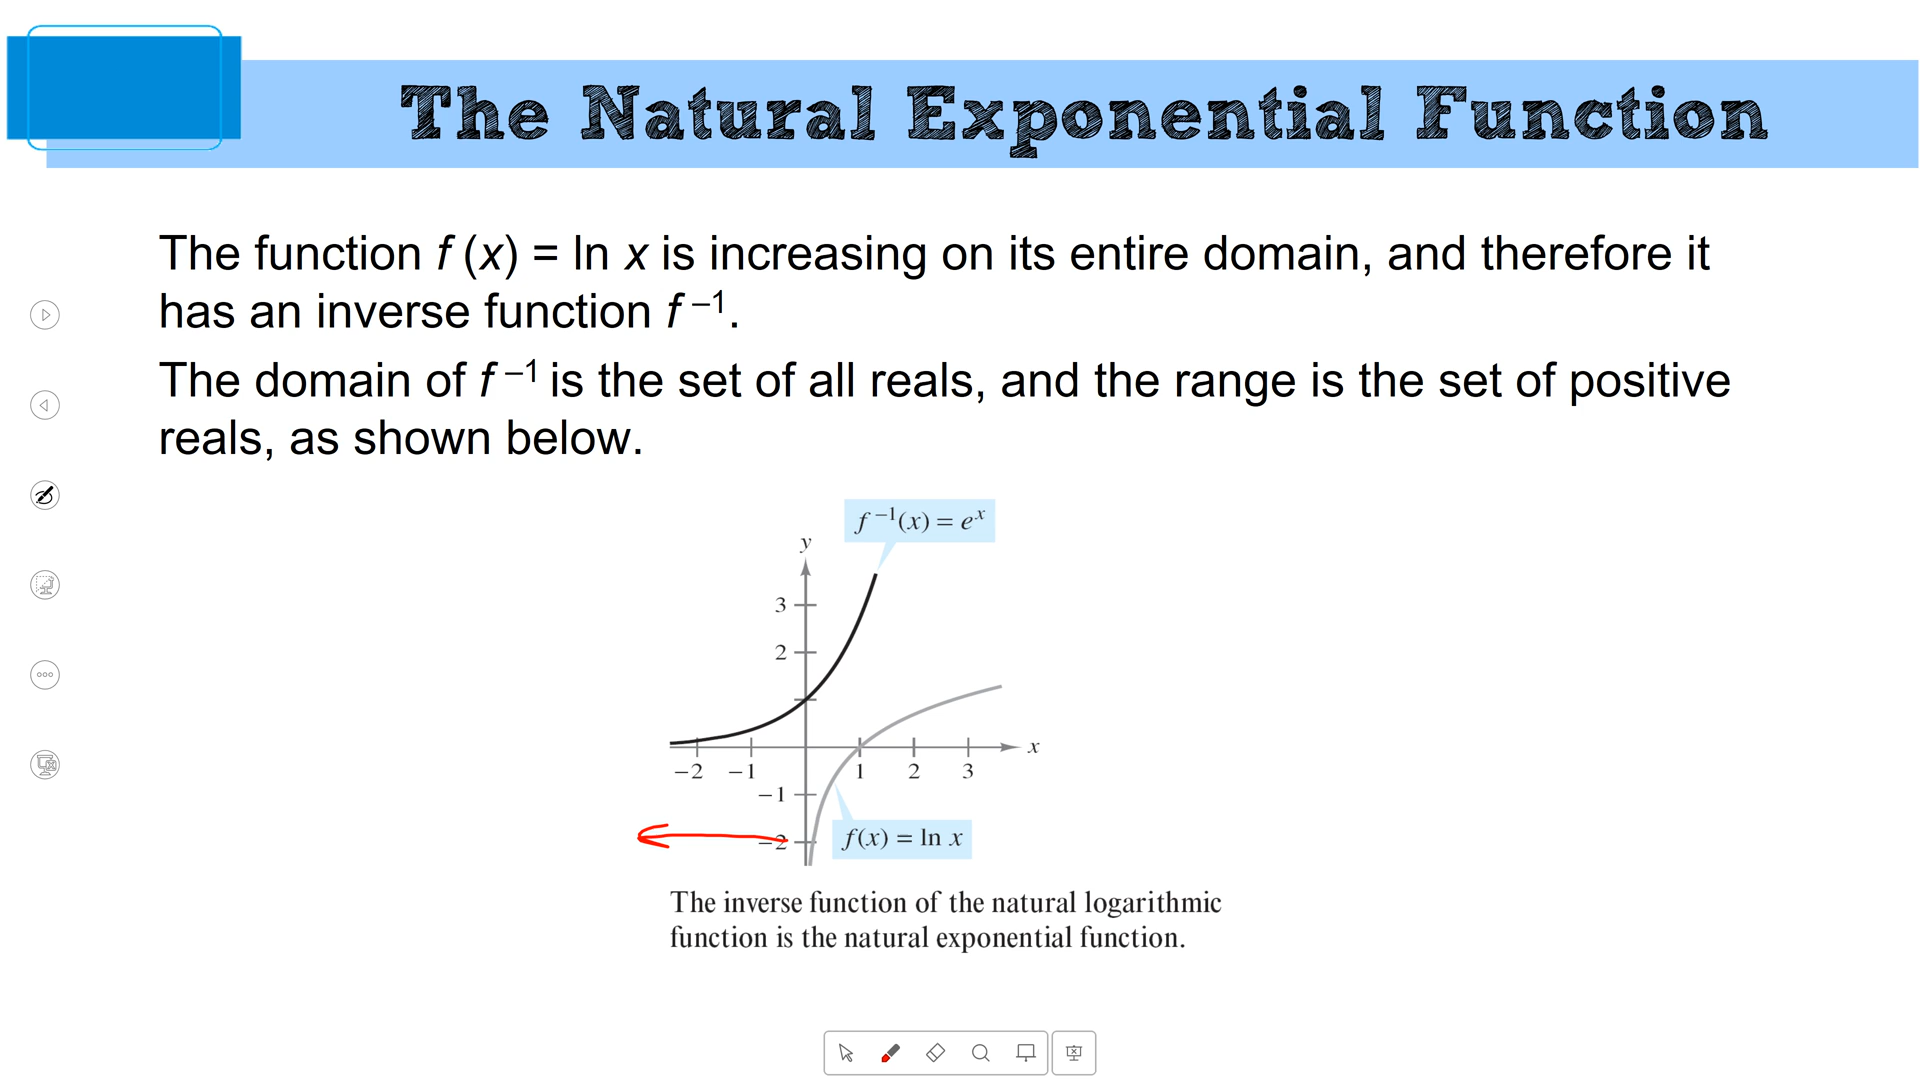 The Natural Exponential Function
The function f (x) = ln x is increasing on its entire domain, and therefore it
has an inverse function f⁻¹.
The domain of f⁻¹ is the set of all reals, and the range is the set of positive
reals, as shown below.
f⁻¹(x) = eˣ
y
3
2
x
−2 −1 1 2 3
−1
−2
f(x) = ln x
The inverse function of the natural logarithmic
function is the natural exponential function.